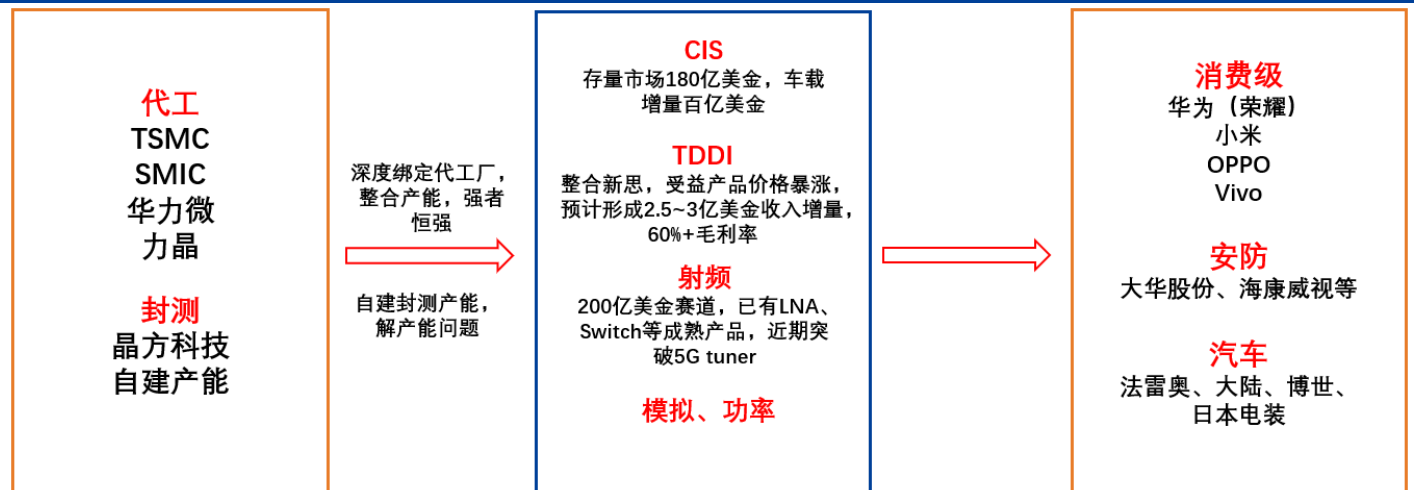 代工
TSMC
SMIC
华力微
力晶
封测
晶方科技
自建产能
深度绑定代工厂，
整合产能，强者
恒强
自建封测产能，
解产能问题
CIS
存量市场180亿美金，车载
增量百亿美金
TDDI
整合新思，受益产品价格暴涨，
预计形成2.5~3亿美金收入增量，
60%+毛利率
射频
200亿美金赛道，已有LNA、
Switch等成熟产品，近期突
破5G tuner
模拟、功率
消费级
华为（荣耀）
小米
OPPO
Vivo
安防
大华股份、海康威视等
汽车
法雷奥、大陆、博世、
日本电装